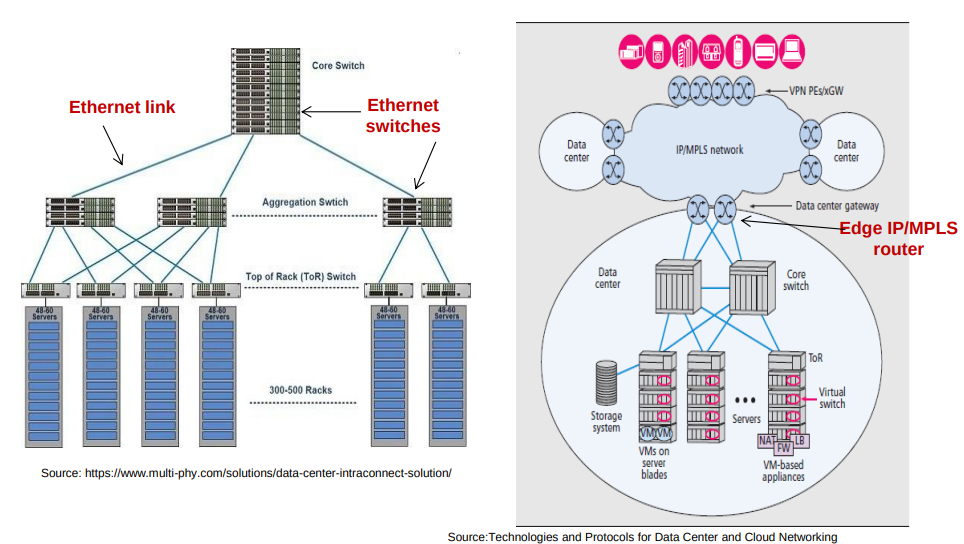 Core Switch
Ethernet link
Ethernet
switches
Aggregation Swtich
Top of Rack (ToR) Switch
48-60
Servers
48-60
Servers
48-60
Servers
48-60
Servers
48-60
Servers
48-60
Servers
300-500 Racks
Source: https://www.multi-phy.com/solutions/data-center-intraconnect-solution/
VPN PEs/xGW
Data
center
IP/MPLS network
Data
center
Data center gateway
Edge IP/MPLS
router
Data
center
Core
switch
ToR
Virtual
switch
Storage
system
Servers
VM
VM
VMs on
server
blades
NAT
LB
FW
VM-based
appliances
Source:Technologies and Protocols for Data Center and Cloud Networking